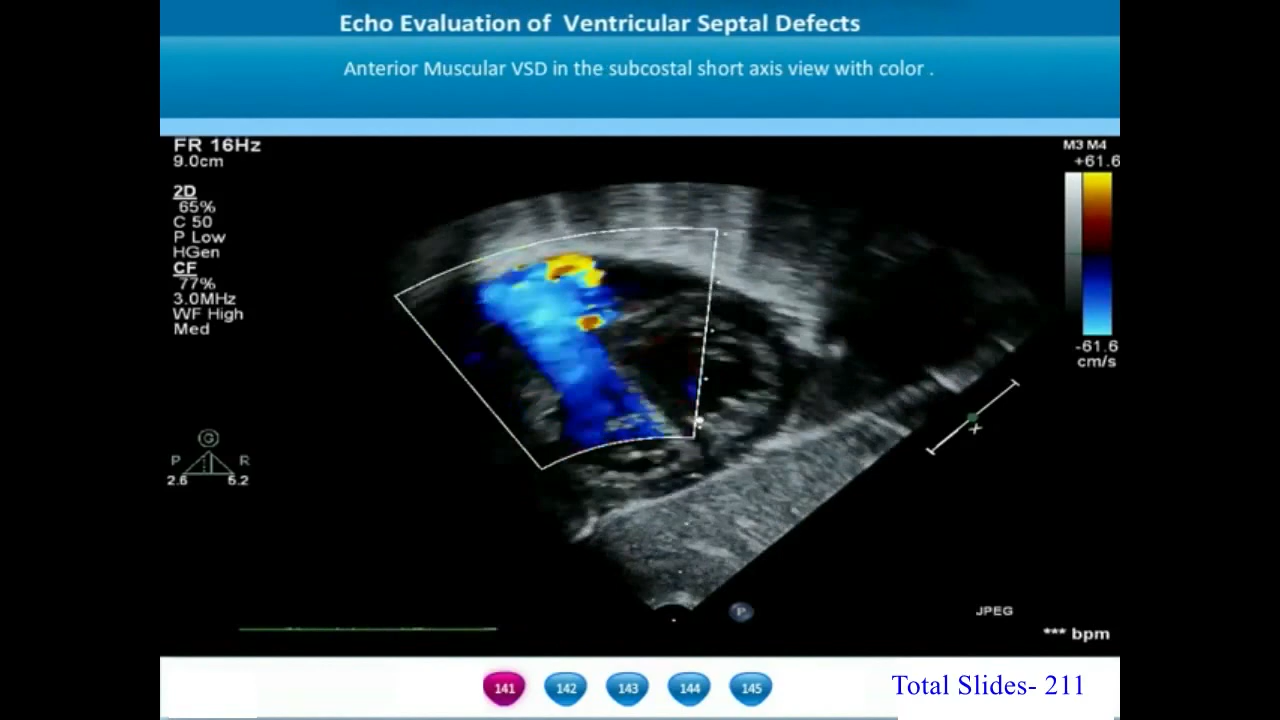 Echo Evaluation of Ventricular Septal Defects
Anterior Muscular VSD in the subcostal short axis view with color .
FR 16Hz
9.0cm
2D
65%
C 50
P Low
HGen
CF
77%
3.0MHz
WF High
Med
M3 M4
+61.6
-61.6
cm/s
G
P R
2.6 5.2
P
JPEG
*** bpm
141 142 143 144 145
Total Slides- 211